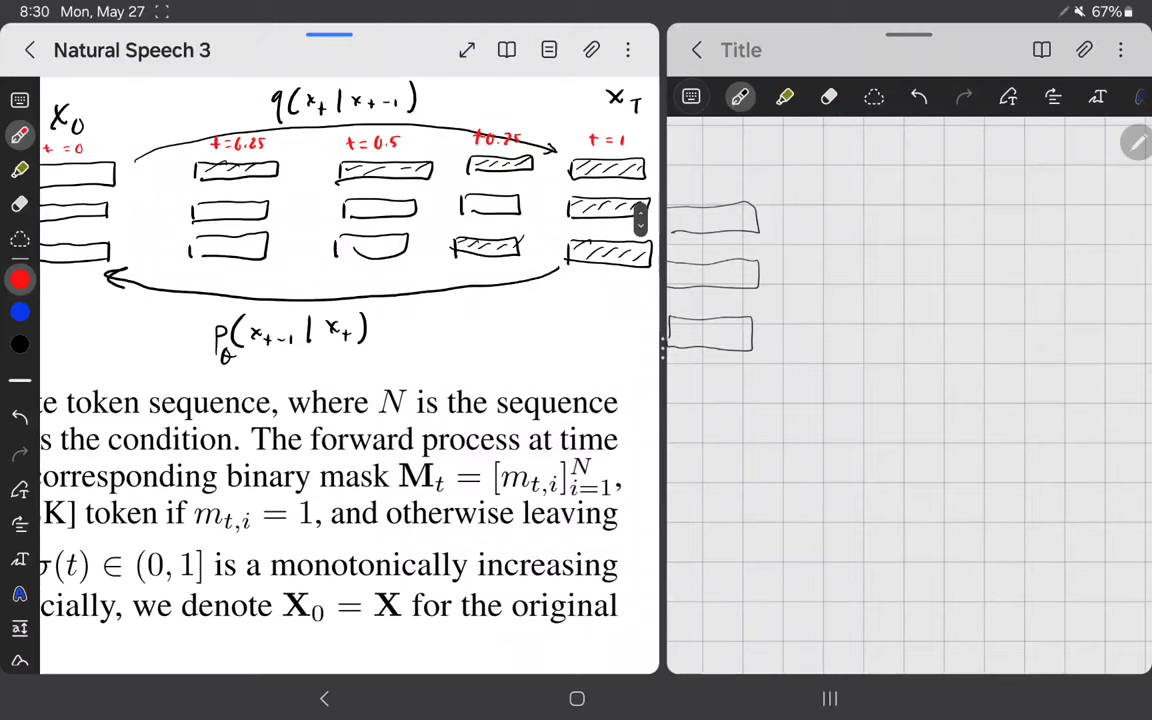 8:30 Mon, May 27
67%
Natural Speech 3
Title
q(x_t | x_{t-1})
X_0
x_T
t = 0
t=0.25
t=0.5
t = 1
P_θ(x_{t-1} | x_t)
te token sequence, where N is the sequence
s the condition. The forward process at time
corresponding binary mask M_t = [m_{t,i}]_{i=1}^N,
SK] token if m_{t,i} = 1, and otherwise leaving
σ(t) ∈ (0, 1] is a monotonically increasing
cially, we denote X_0 = X for the original